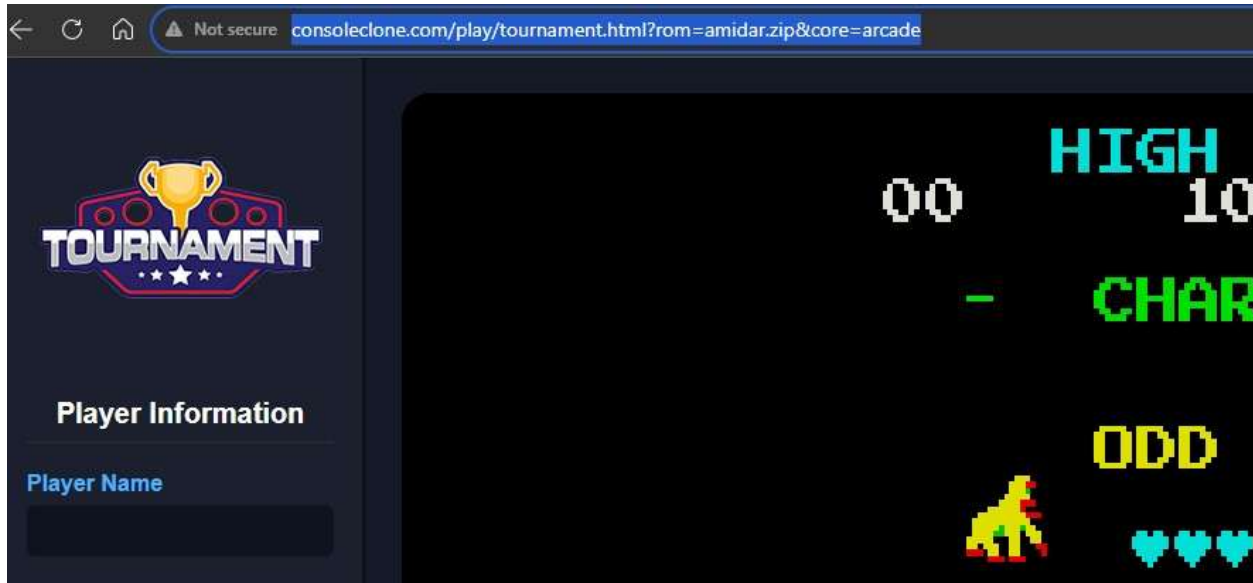 Not secure consoleclone.com/play/tournament.html?rom=amidar.zip&core=arcade
TOURNAMENT
Player Information
Player Name
HIGH
00 10
- CHAR
ODD